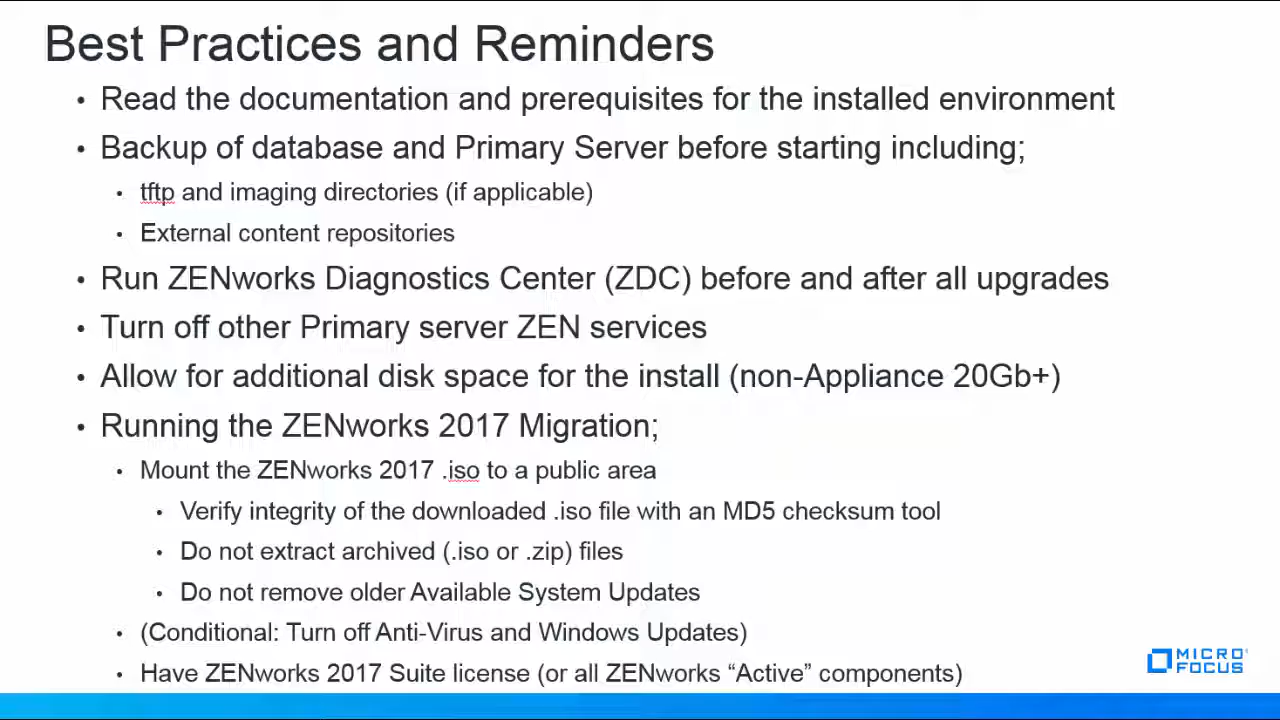 Best Practices and Reminders
• Read the documentation and prerequisites for the installed environment
• Backup of database and Primary Server before starting including;
• tftp and imaging directories (if applicable)
• External content repositories
• Run ZENworks Diagnostics Center (ZDC) before and after all upgrades
• Turn off other Primary server ZEN services
• Allow for additional disk space for the install (non-Appliance 20Gb+)
• Running the ZENworks 2017 Migration;
• Mount the ZENworks 2017 .iso to a public area
• Verify integrity of the downloaded .iso file with an MD5 checksum tool
• Do not extract archived (.iso or .zip) files
• Do not remove older Available System Updates
• (Conditional: Turn off Anti-Virus and Windows Updates)
• Have ZENworks 2017 Suite license (or all ZENworks “Active” components)
MICRO
FOCUS